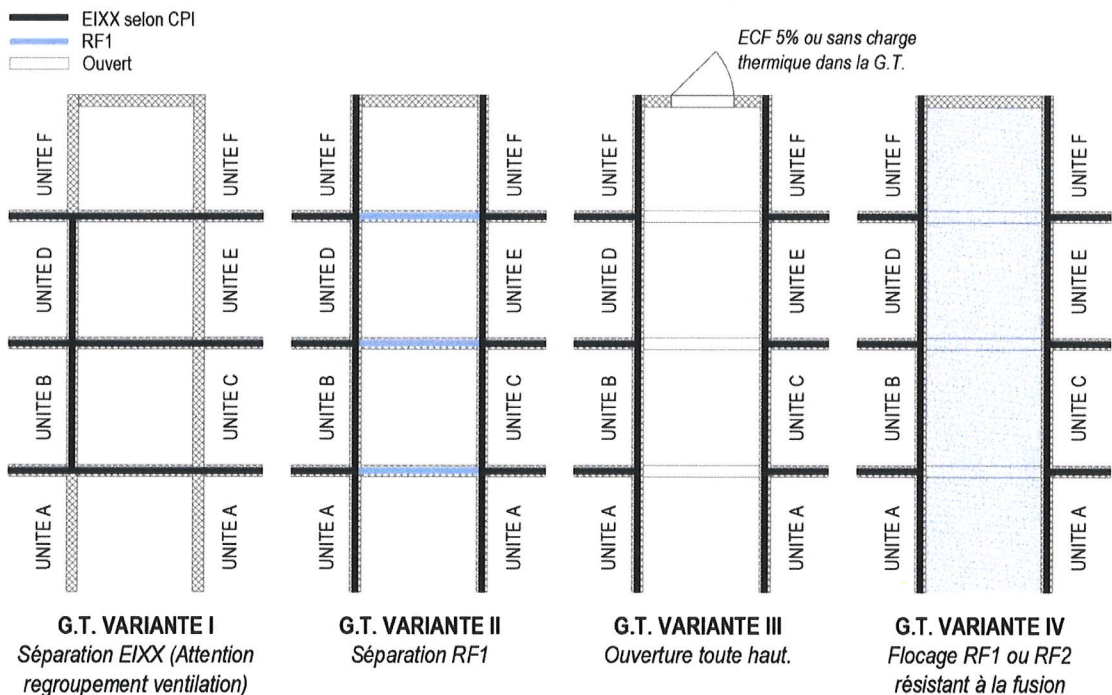 EIXX selon CPI
RF1
Ouvert
ECF 5% ou sans charge
thermique dans la G.T.
UNITE F
UNITE F
UNITE D
UNITE E
UNITE B
UNITE C
UNITE A
UNITE A
UNITE F
UNITE F
UNITE D
UNITE E
UNITE B
UNITE C
UNITE A
UNITE A
UNITE F
UNITE F
UNITE D
UNITE E
UNITE B
UNITE C
UNITE A
UNITE A
UNITE F
UNITE F
UNITE D
UNITE E
UNITE B
UNITE C
UNITE A
UNITE A
G.T. VARIANTE I
Séparation EIXX (Attention
regroupement ventilation)
G.T. VARIANTE II
Séparation RF1
G.T. VARIANTE III
Ouverture toute haut.
G.T. VARIANTE IV
Flocage RF1 ou RF2
résistant à la fusion